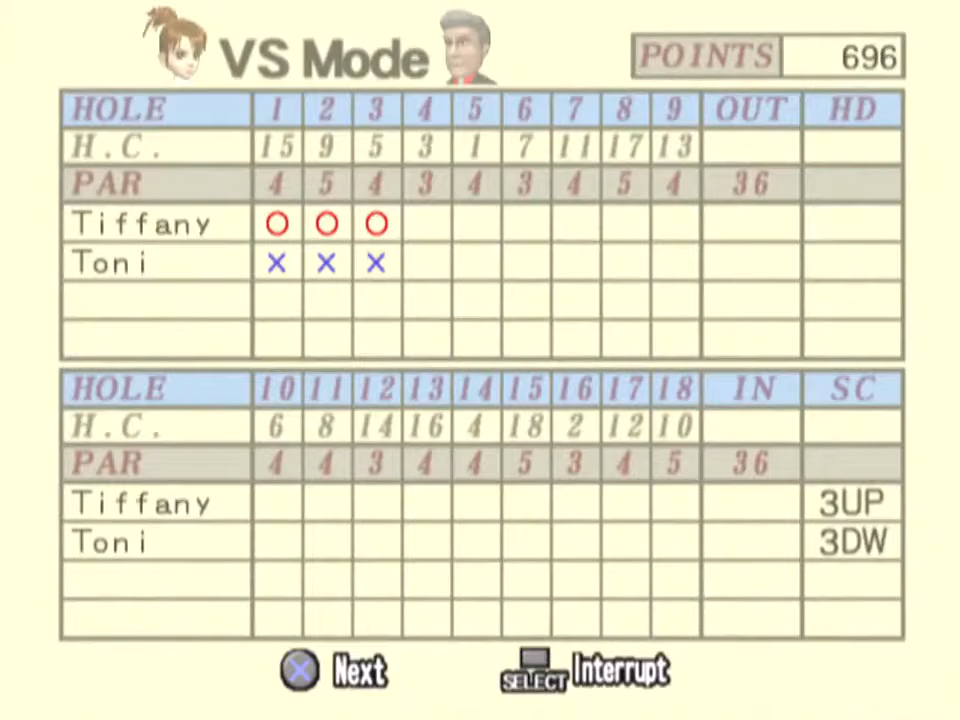 VS Mode
POINTS 696
HOLE 1 2 3 4 5 6 7 8 9 OUT HD
H.C. 15 9 5 3 1 7 11 17 13
PAR 4 5 4 3 4 3 4 5 4 36
Tiffany O O O
Toni × × ×
HOLE 10 11 12 13 14 15 16 17 18 IN SC
H.C. 6 8 14 16 4 18 2 12 10
PAR 4 4 3 4 4 5 3 4 5 36
Tiffany 3UP
Toni 3DW
Next SELECT Interrupt